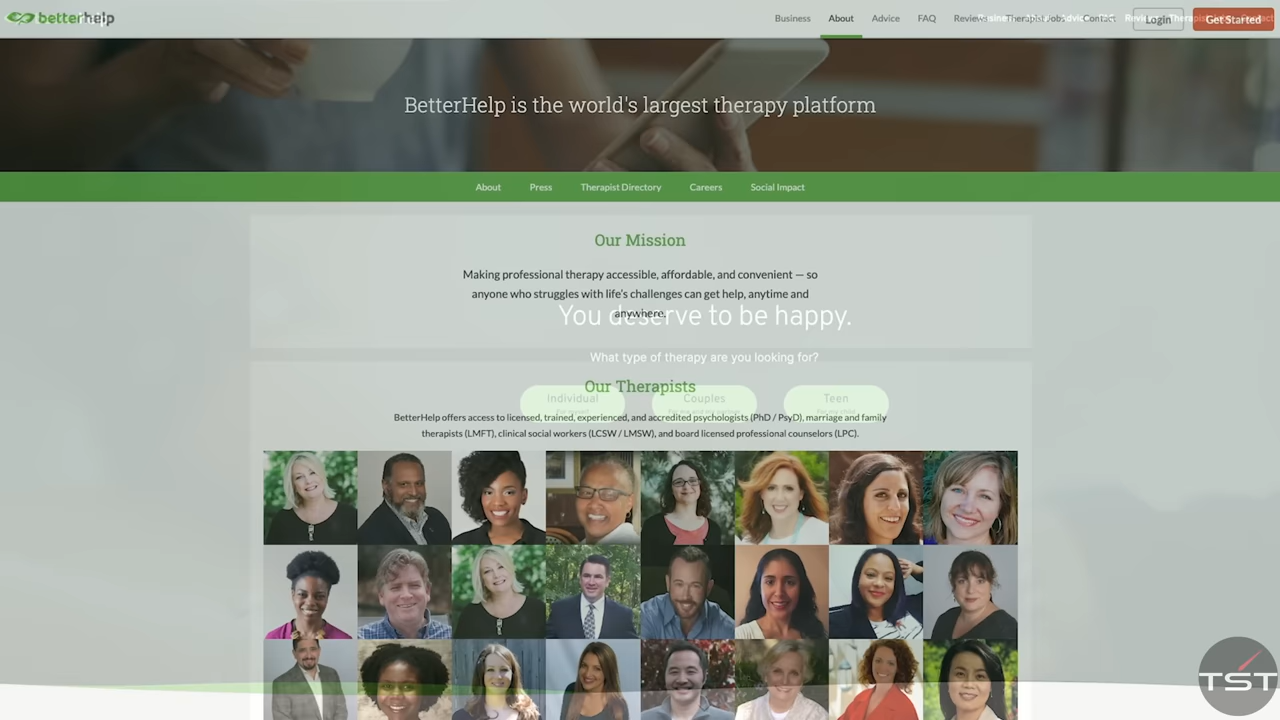 betterhelp
Business About Advice FAQ Reviews Therapist Jobs Contact
Login
Get Started
BetterHelp is the world's largest therapy platform
About Press Therapist Directory Careers Social Impact
Our Mission
Making professional therapy accessible, affordable, and convenient — so
anyone who struggles with life's challenges can get help, anytime and
anywhere.
You deserve to be happy.
What type of therapy are you looking for?
Our Therapists
Individual Couples Teen
BetterHelp offers access to licensed, trained, experienced, and accredited psychologists (PhD / PsyD), marriage and family
therapists (LMFT), clinical social workers (LCSW / LMSW), and board licensed professional counselors (LPC).
TST